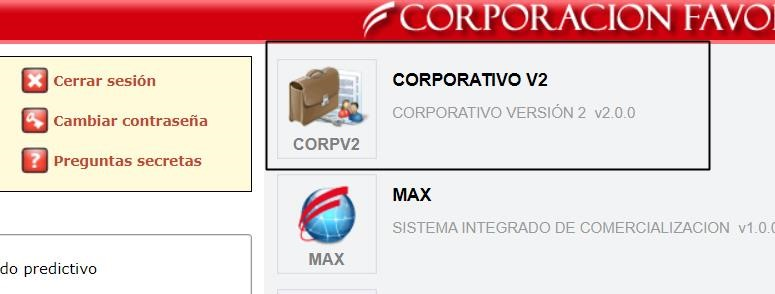 CORPORACION FAVO
Cerrar sesión
Cambiar contraseña
Preguntas secretas
do predictivo
CORPV2
CORPORATIVO V2
CORPORATIVO VERSIÓN 2 v2.0.0
MAX
MAX
SISTEMA INTEGRADO DE COMERCIALIZACION v1.0.0